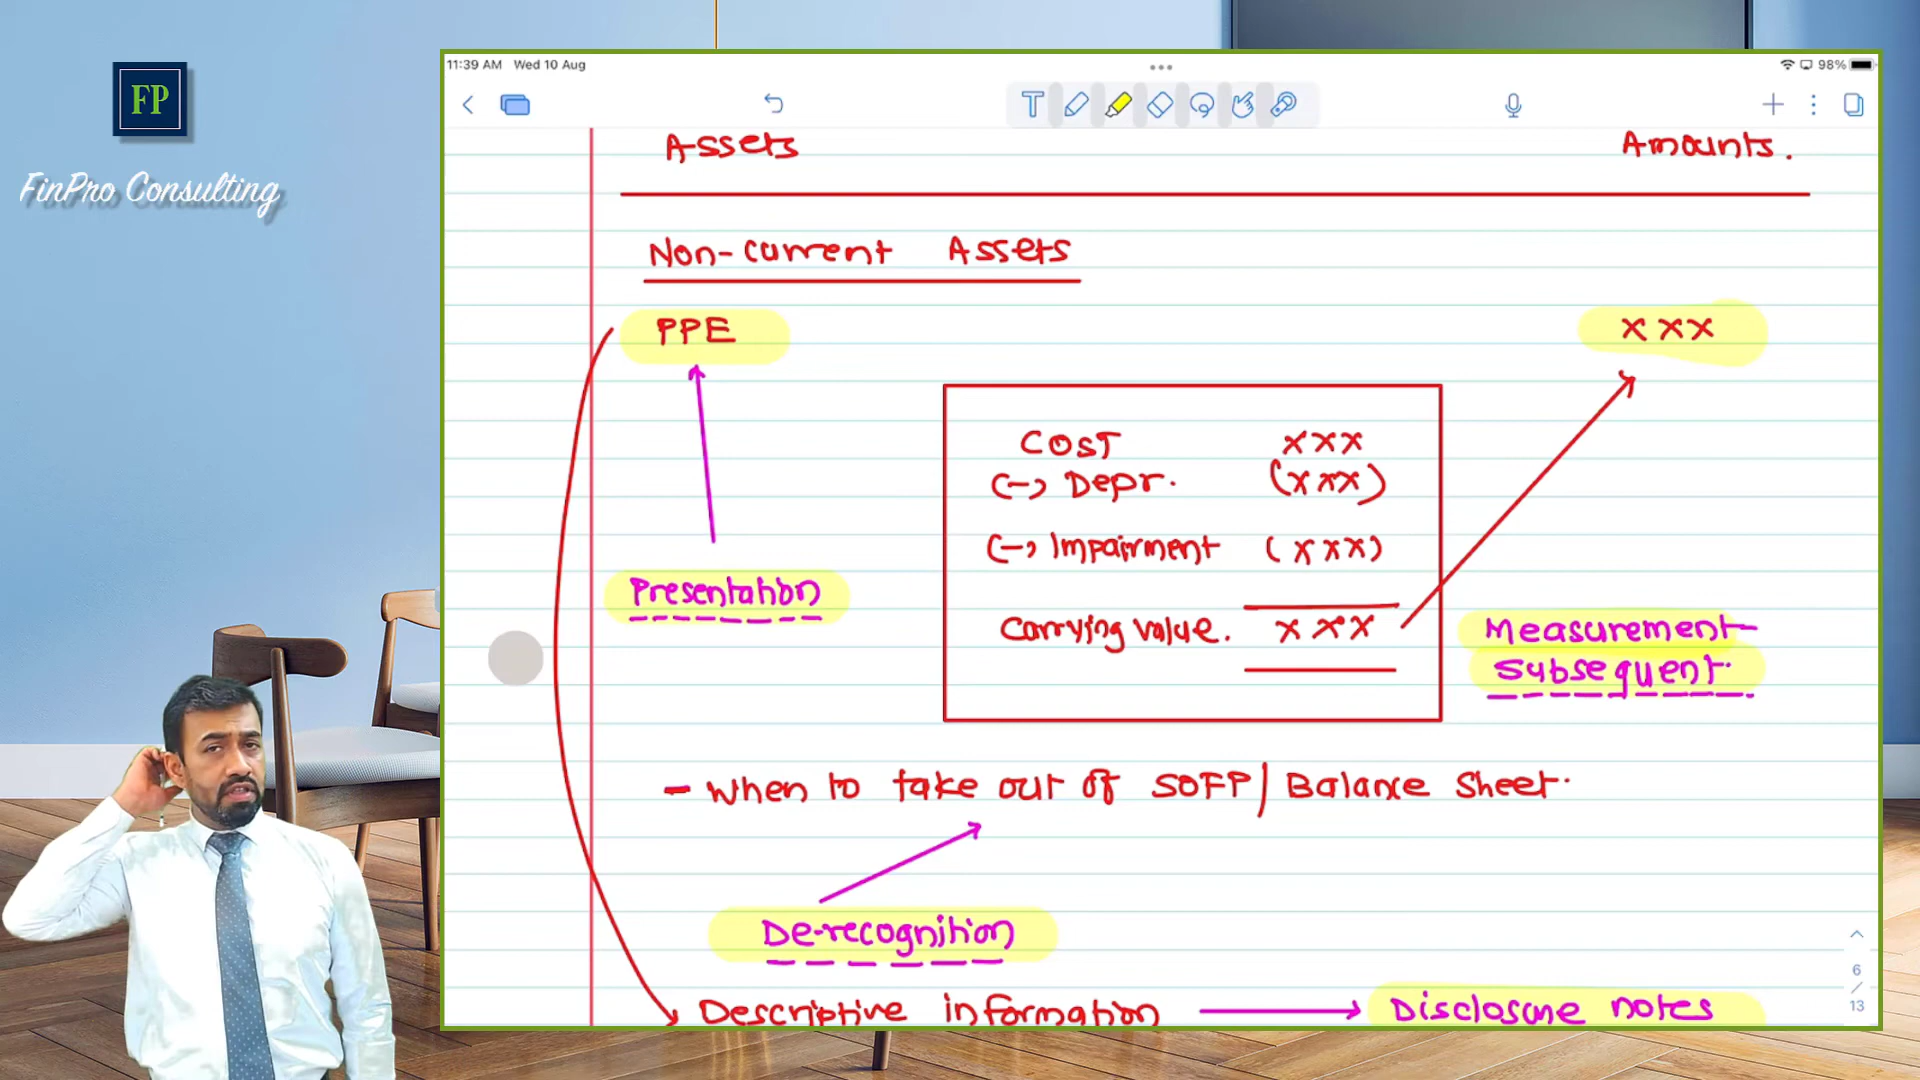 FP
FinPro Consulting
11:39 AM Wed 10 Aug
98%
T
Assets Amounts.
Non-current Assets
PPE xxx
COST xxx
(-) Depr. (xxx)
(-) Impairment (xxx)
Carrying value. xxx
Presentation
Measurement-
Subsequent.
- When to take out of SOFP/Balance Sheet.
De-recognition
Descriptive information Disclosure notes
6
/
13